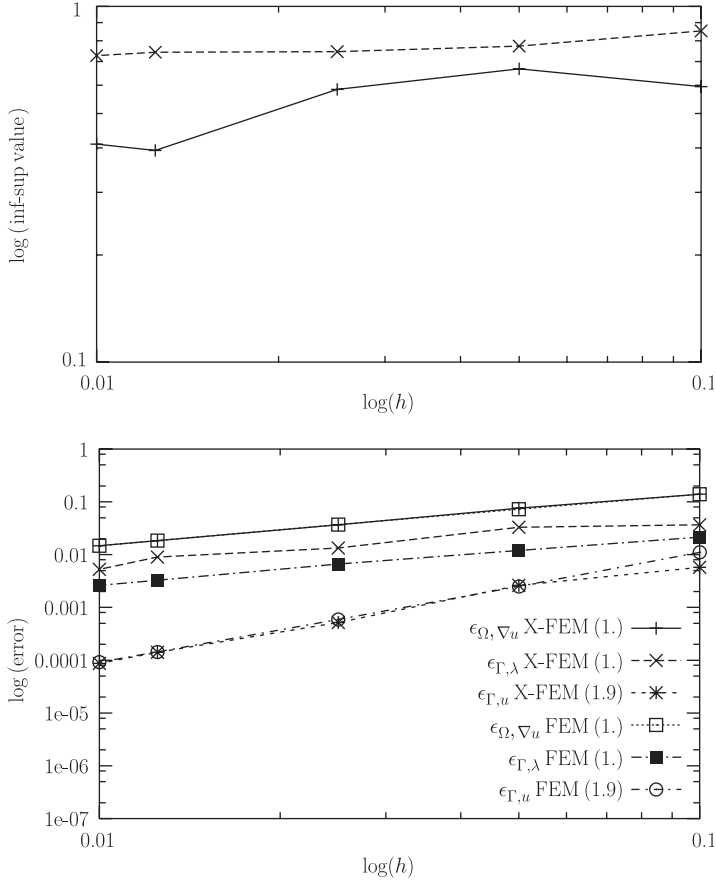 1
0.1
0.01
0.1
log ( inf-sup value )
log(h)
1
0.1
0.01
0.001
0.0001
1e-05
1e-06
1e-07
0.01
0.1
log (error)
log(h)
ϵΩ,∇u X-FEM (1.)
ϵΓ,λ X-FEM (1.)
ϵΓ,u X-FEM (1.9)
ϵΩ,∇u FEM (1.)
ϵΓ,λ FEM (1.)
ϵΓ,u FEM (1.9)